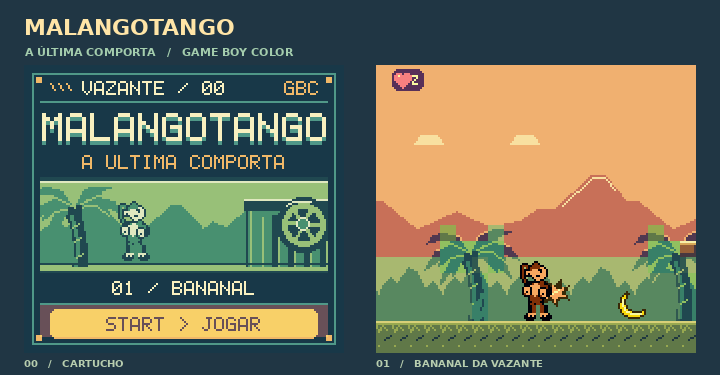 MALANGOTANGO
A ÚLTIMA COMPORTA / GAME BOY COLOR
VAZANTE / 00 GBC
MALANGOTANGO
A ULTIMA COMPORTA
01 / BANANAL
START > JOGAR
2
00 / CARTUCHO
01 / BANANAL DA VAZANTE